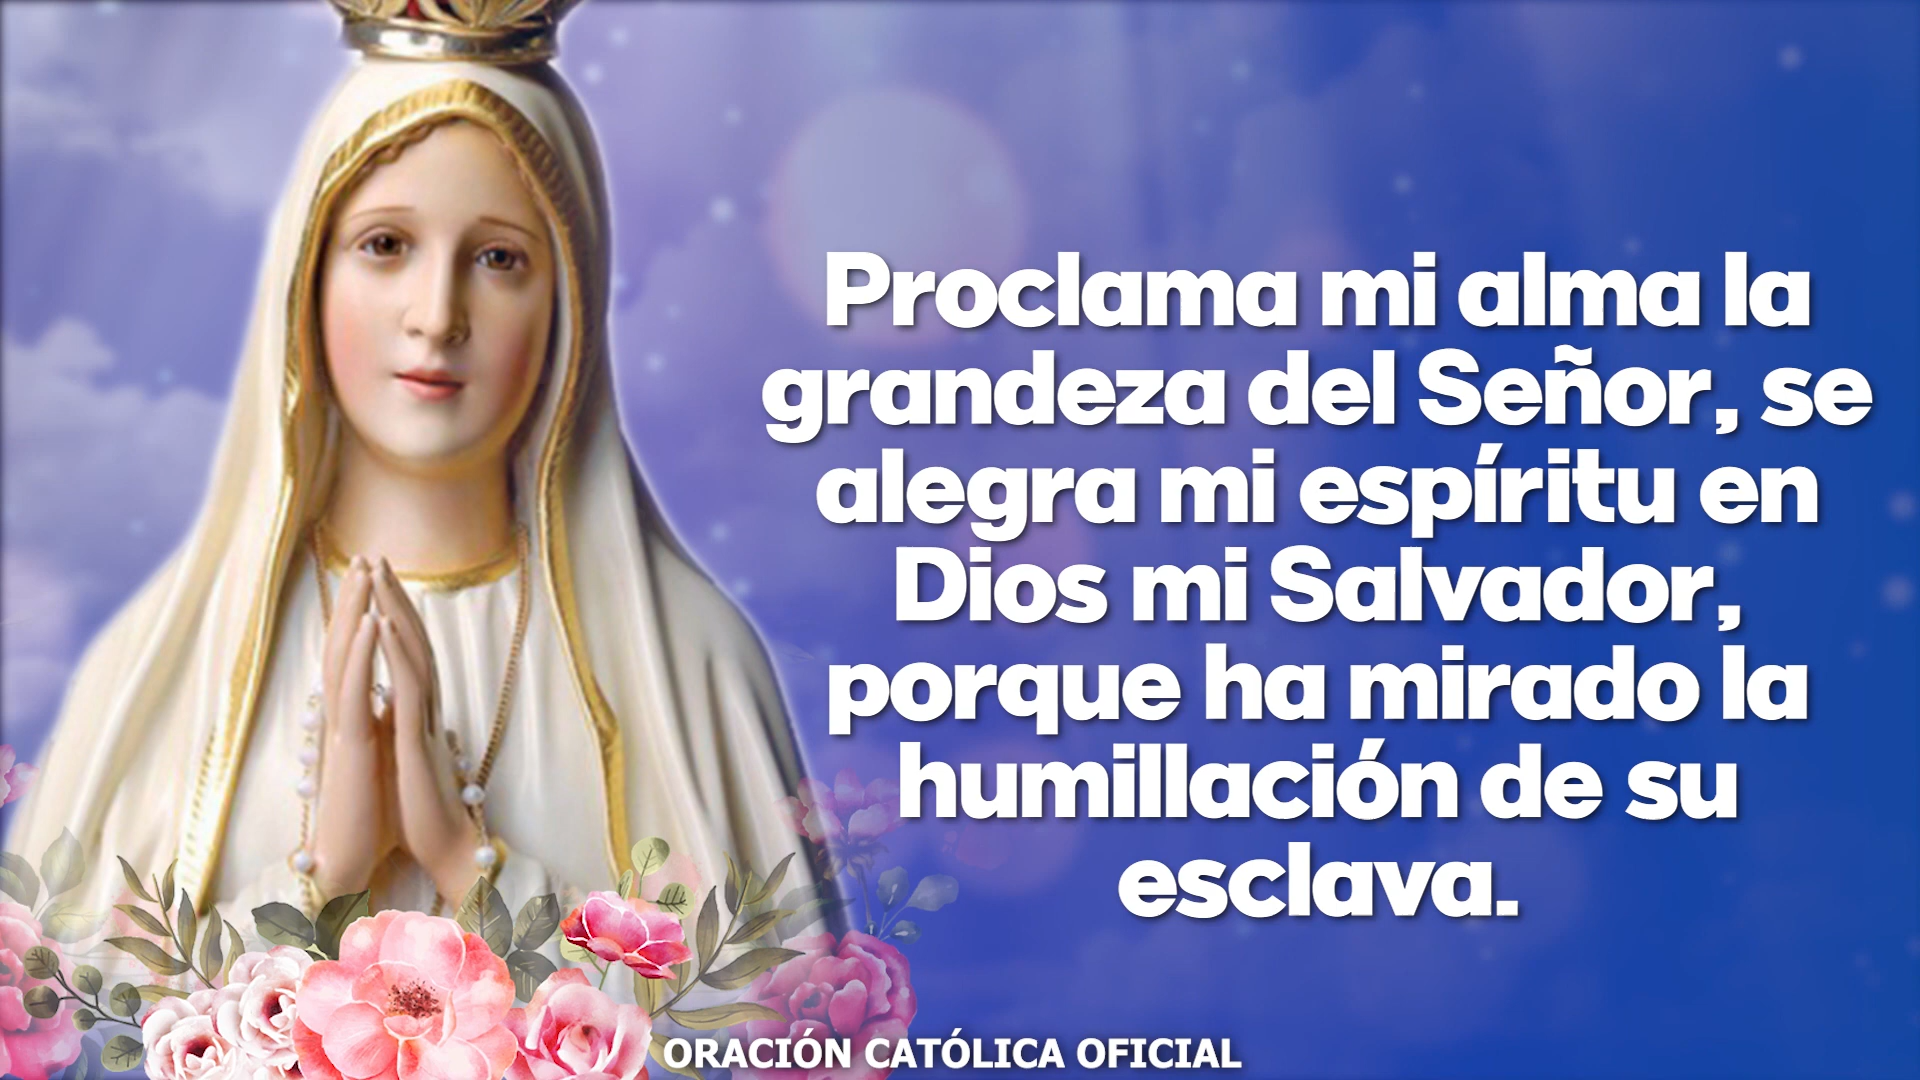 Proclama mi alma la
grandeza del Señor, se
alegra mi espíritu en
Dios mi Salvador,
porque ha mirado la
humillación de su
esclava.
ORACIÓN CATÓLICA OFICIAL